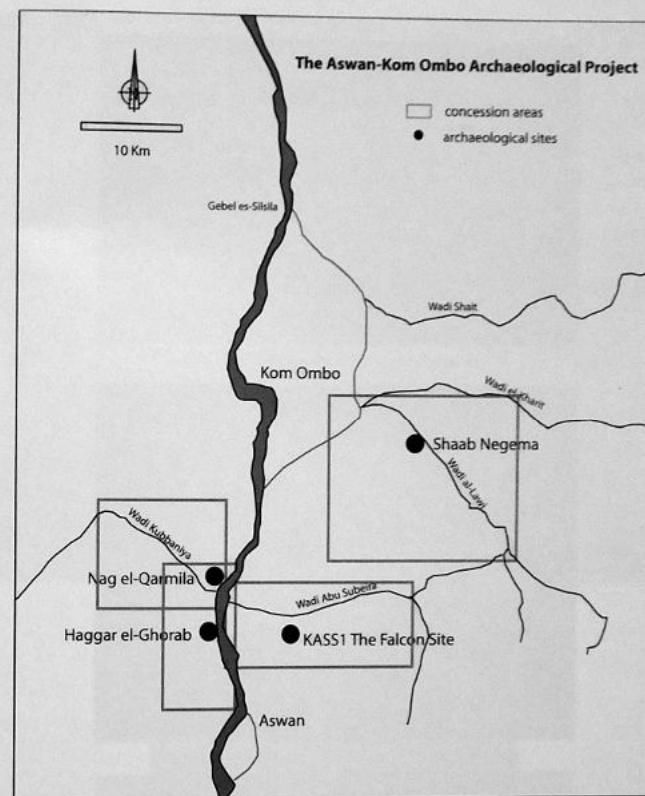 The Aswan-Kom Ombo Archaeological Project
concession areas
archaeological sites
10 Km
Gebel es-Silsila
Wadi Shait
Kom Ombo
Wadi el-Kharit
Shaab Negema
Wadi al-Lawi
Wadi Kubbaniya
Nag el-Qarmila
Wadi Abu Subeira
Haggar el-Ghorab
KASS1 The Falcon Site
Aswan